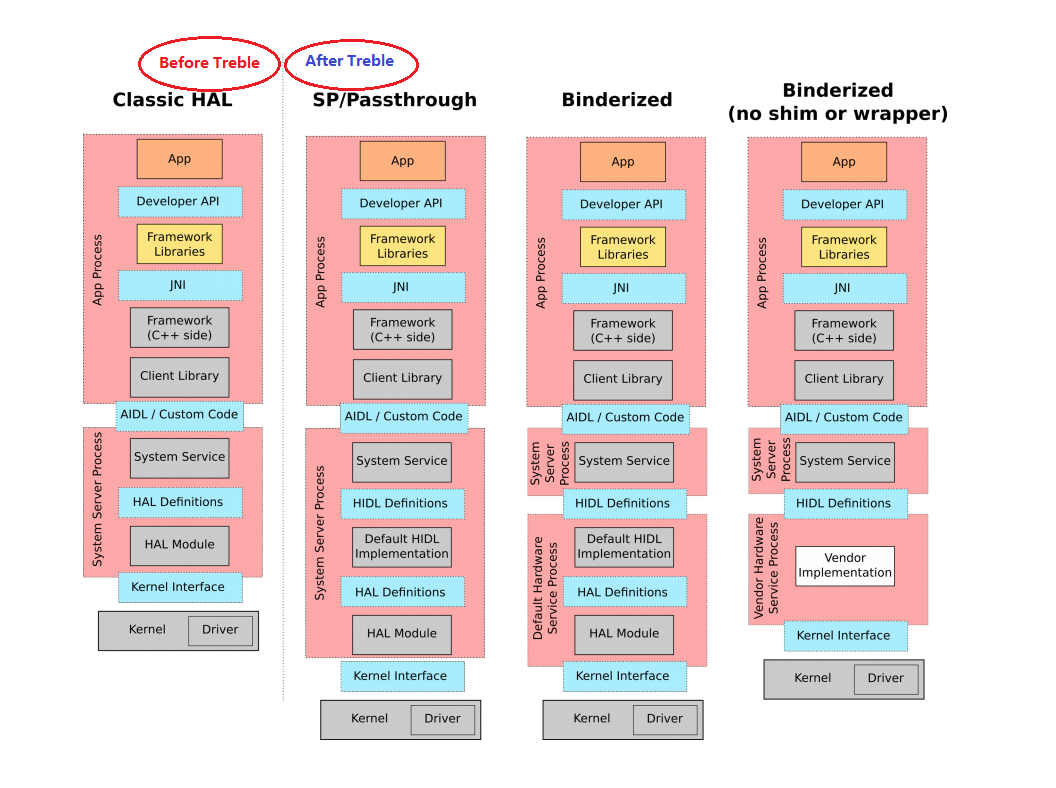 Before Treble
After Treble
Classic HAL
App
Developer API
Framework
Libraries
JNI
Framework
(C++ side)
Client Library
App Process
AIDL / Custom Code
System Service
HAL Definitions
HAL Module
System Server Process
Kernel Interface
Kernel
Driver
SP/Passthrough
App
Developer API
Framework
Libraries
JNI
Framework
(C++ side)
Client Library
App Process
AIDL / Custom Code
System Service
HIDL Definitions
Default HIDL
Implementation
HAL Definitions
HAL Module
System Server Process
Kernel Interface
Kernel
Driver
Binderized
App
Developer API
Framework
Libraries
JNI
Framework
(C++ side)
Client Library
App Process
AIDL / Custom Code
System
Server
Process
System Service
HIDL Definitions
Default HIDL
Implementation
HAL Definitions
HAL Module
Default Hardware
Service Process
Kernel Interface
Kernel
Driver
Binderized
(no shim or wrapper)
App
Developer API
Framework
Libraries
JNI
Framework
(C++ side)
Client Library
App Process
AIDL / Custom Code
System
Server
Process
System Service
HIDL Definitions
Vendor
Implementation
Vendor Hardware
Service Process
Kernel Interface
Kernel
Driver